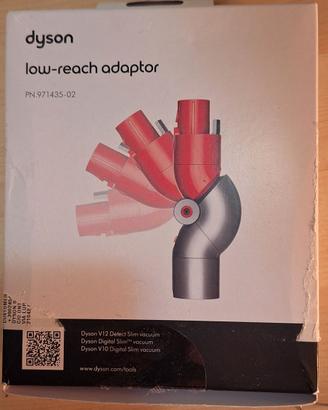 dyson
low-reach adaptor
PN.971435-02
Dyson V12 Detect Slim vacuum
Dyson Digital Slim™ vacuum
Dyson V10 Digital Slim vacuum
www.dyson.com/tools